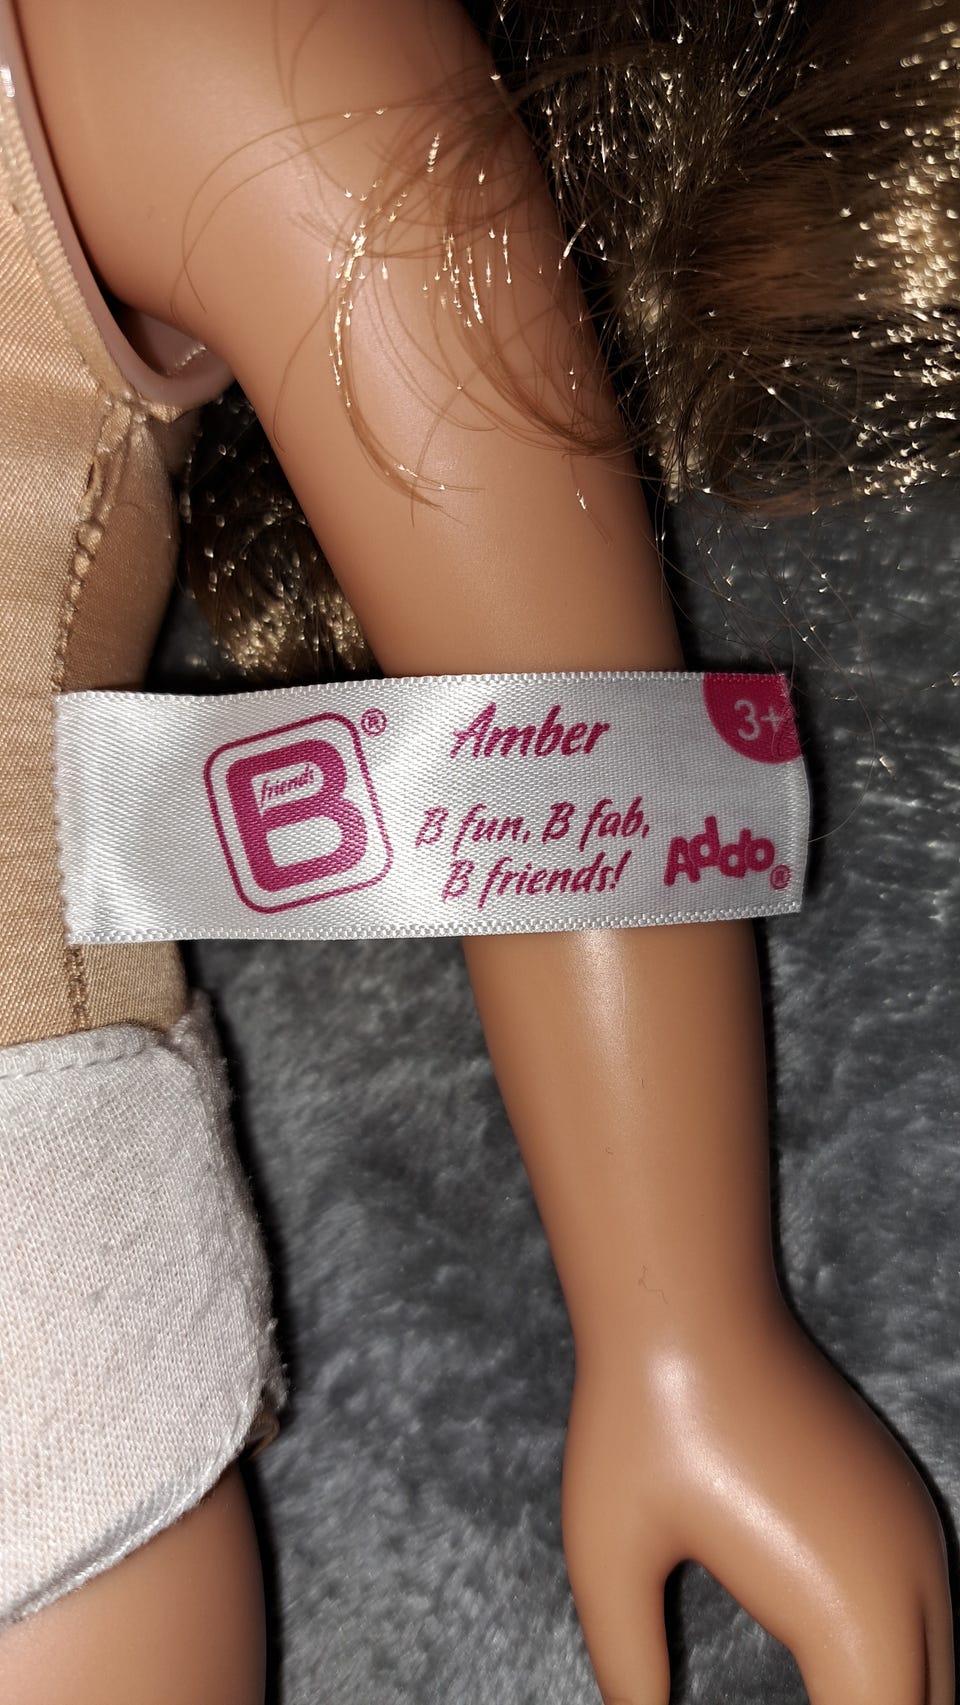 B friends ®
Amber
B fun, B fab,
B friends!
3+
Addo®